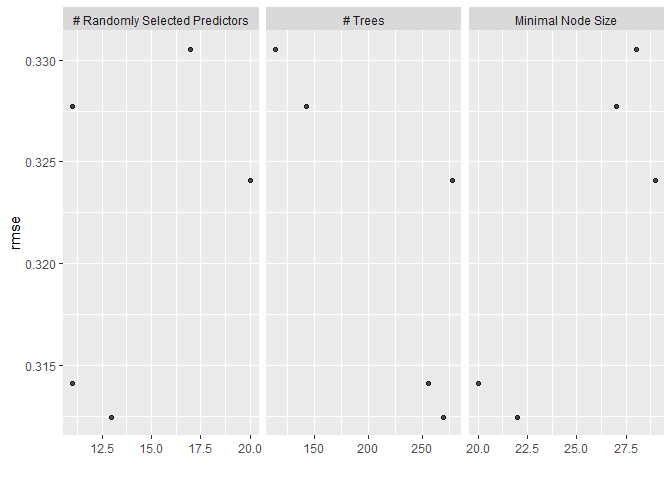 # Randomly Selected Predictors
# Trees
Minimal Node Size
rmse
0.330
0.325
0.320
0.315
12.5 15.0 17.5 20.0
150 200 250
20.0 22.5 25.0 27.5